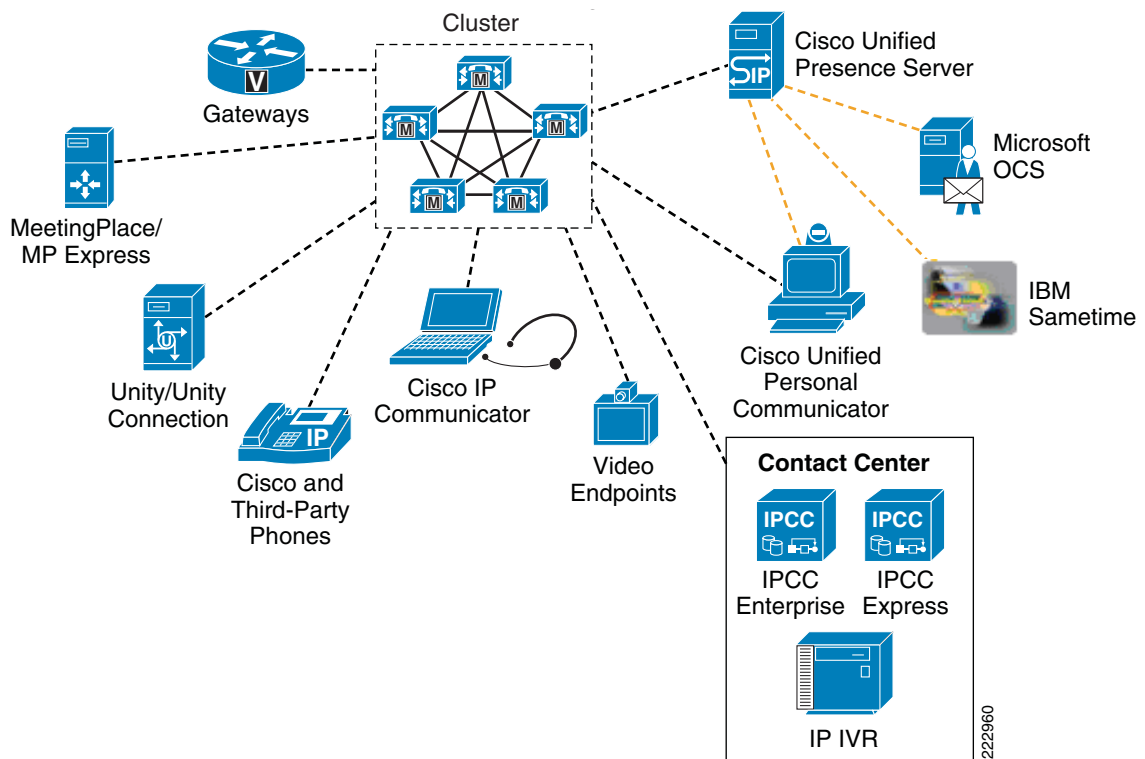 Cluster
V
Gateways
M
M
M
M
M
SIP
Cisco Unified
Presence Server
Microsoft
OCS
MeetingPlace/
MP Express
IBM
Sametime
U
Unity/Unity
Connection
IP
Cisco and
Third-Party
Phones
Cisco IP
Communicator
Video
Endpoints
Cisco Unified
Personal
Communicator
Contact Center
IPCC
IPCC
IPCC
Enterprise
IPCC
Express
IP IVR
222960